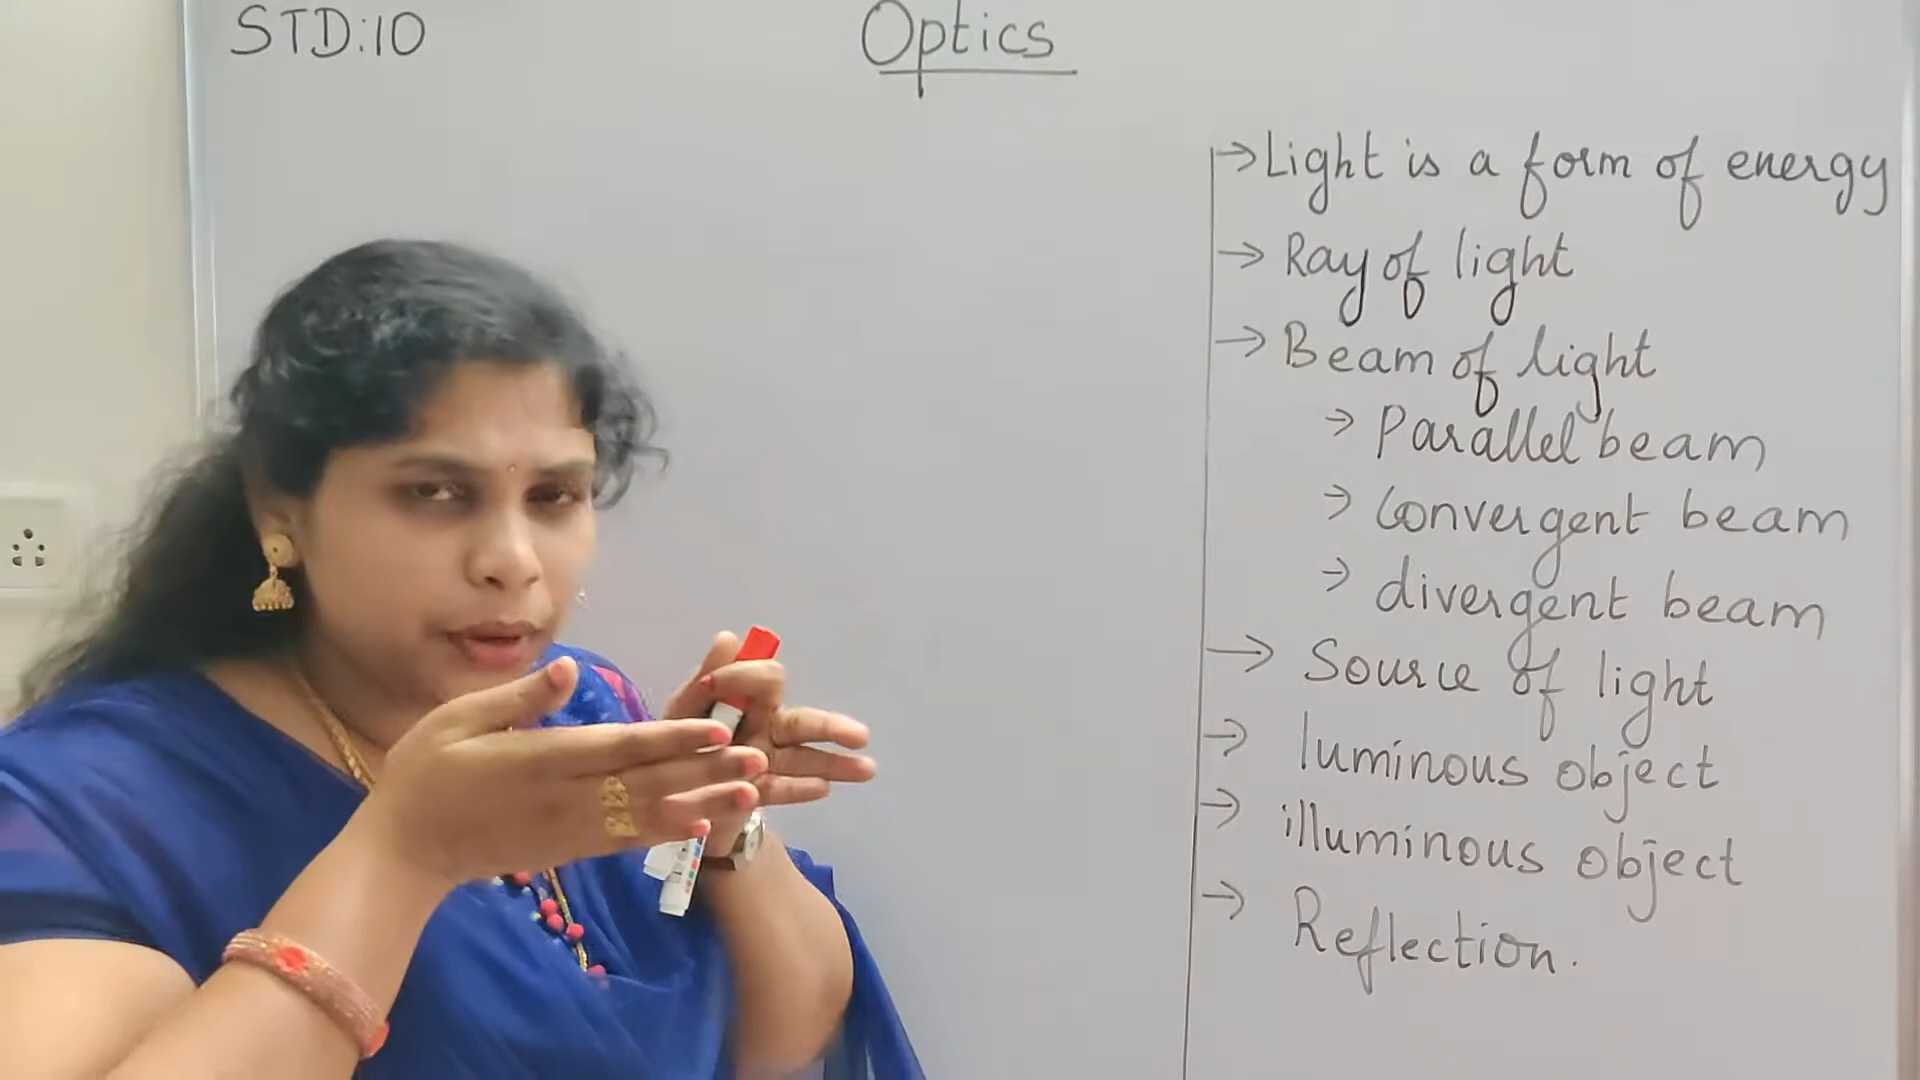 STD:10
Optics
→Light is a form of energy
→ Ray of light
→ Beam of light
→ Parallel beam
→ Convergent beam
→ divergent beam
→ Source of light
→ luminous object
→ illuminous object
→ Reflection.